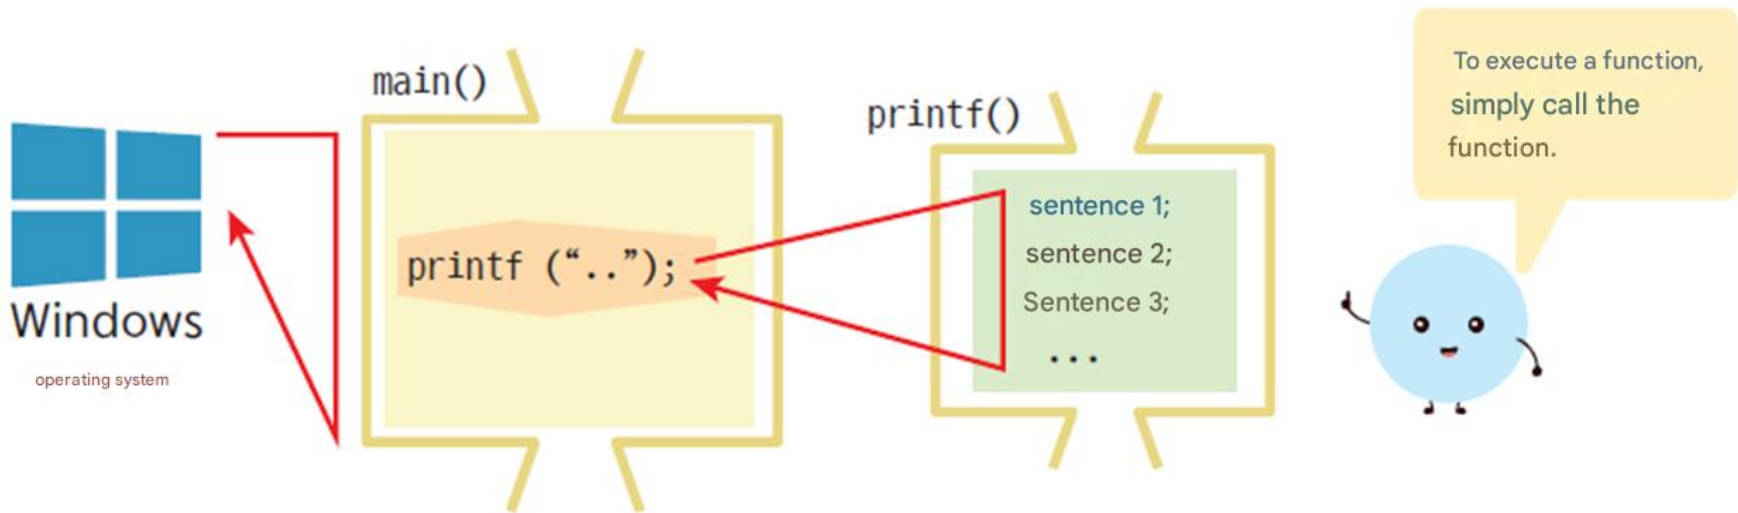 main()
printf()
To execute a function,
simply call the
function.
printf (“..”);
sentence 1;
sentence 2;
Sentence 3;
...
Windows
operating system